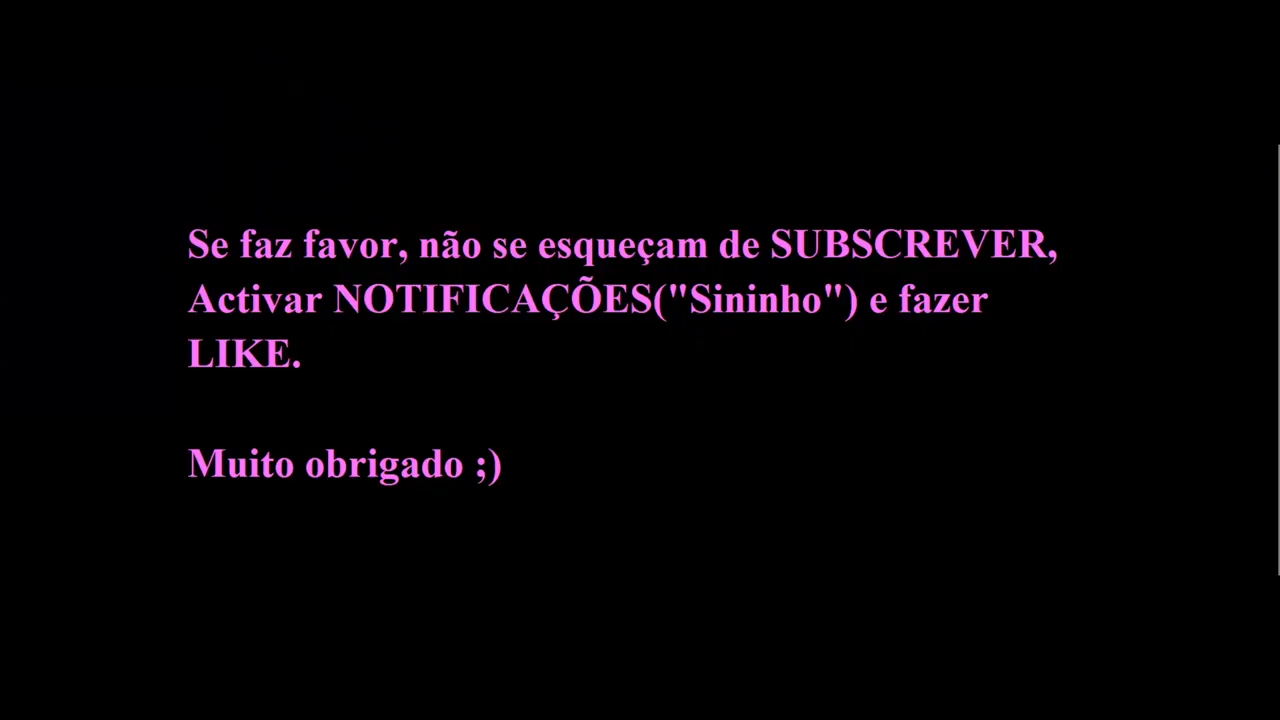 Se faz favor, não se esqueçam de SUBSCREVER,
Activar NOTIFICAÇÕES("Sininho") e fazer
LIKE.
Muito obrigado ;)